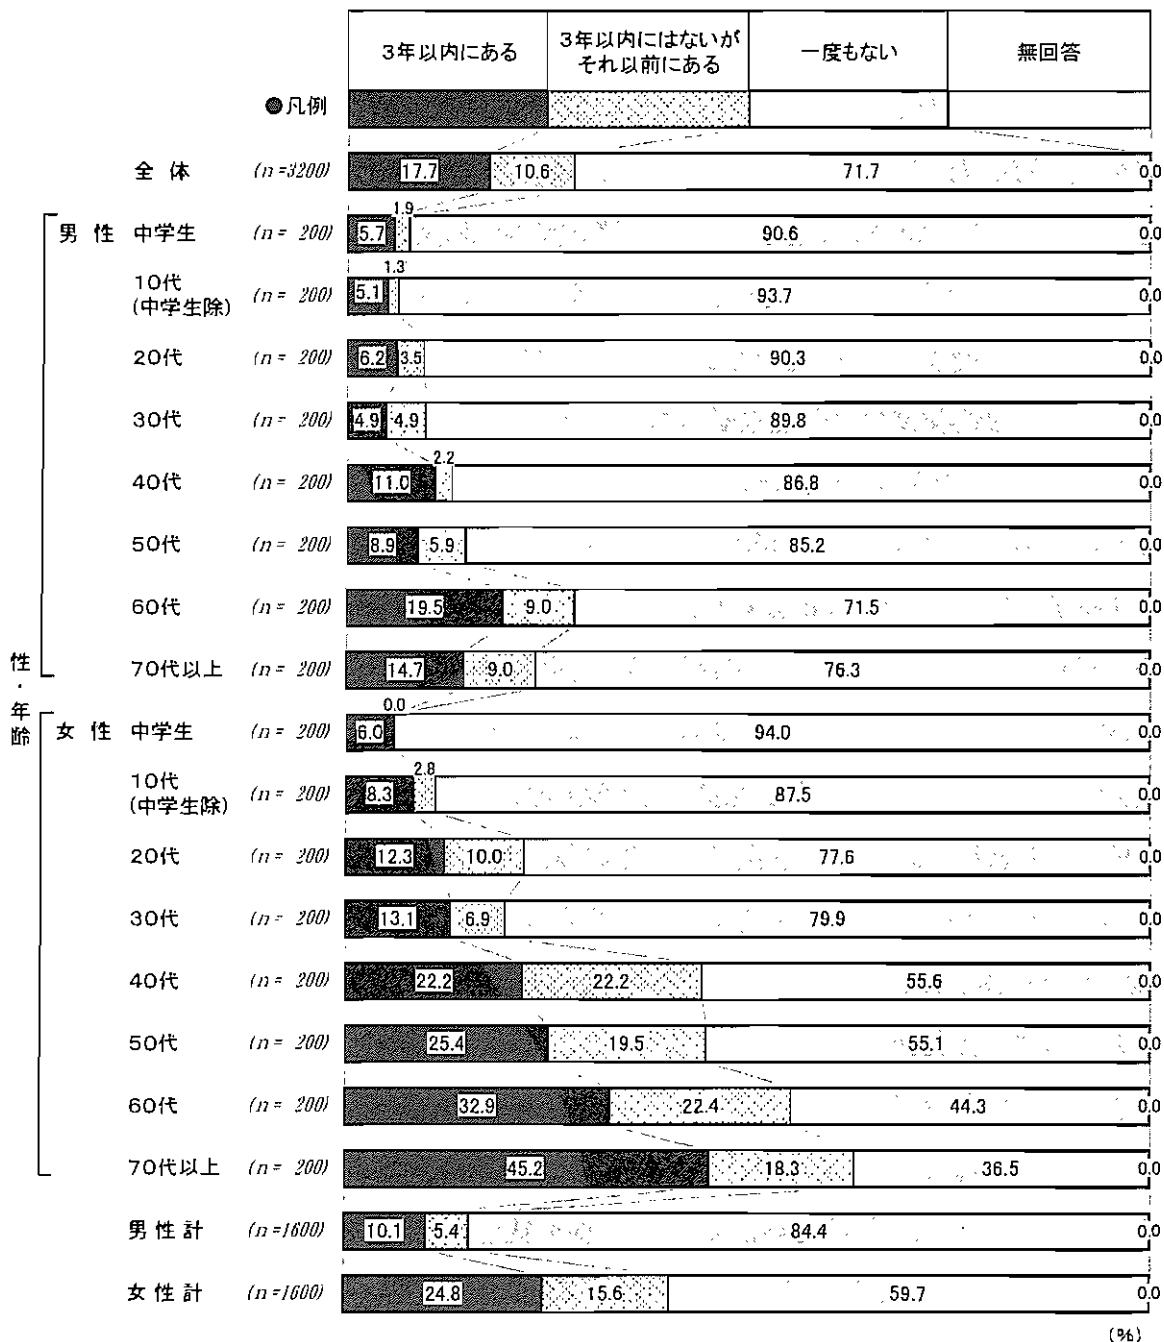 3年以内にある 3年以内にはないが 一度もない 無回答
それ以前にある
●凡例
全体 (n=3200) 17.7 10.6 71.7 0.0
男性 中学生 (n= 200) 5.7 1.9 90.6 0.0
10代 (中学生除) (n= 200) 5.1 1.3 93.7 0.0
20代 (n= 200) 6.2 3.5 90.3 0.0
30代 (n= 200) 4.9 4.9 89.8 0.0
40代 (n= 200) 11.0 2.2 86.8 0.0
50代 (n= 200) 8.9 5.9 85.2 0.0
60代 (n= 200) 19.5 9.0 71.5 0.0
70代以上 (n= 200) 14.7 9.0 76.3 0.0
性・年齢
女性 中学生 (n= 200) 6.0 0.0 94.0 0.0
10代 (中学生除) (n= 200) 8.3 2.8 87.5 0.0
20代 (n= 200) 12.3 10.0 77.6 0.0
30代 (n= 200) 13.1 6.9 79.9 0.0
40代 (n= 200) 22.2 22.2 55.6 0.0
50代 (n= 200) 25.4 19.5 55.1 0.0
60代 (n= 200) 32.9 22.4 44.3 0.0
70代以上 (n= 200) 45.2 18.3 36.5 0.0
男性計 (n=1600) 10.1 5.4 84.4 0.0
女性計 (n=1600) 24.8 15.6 59.7 0.0
(%)